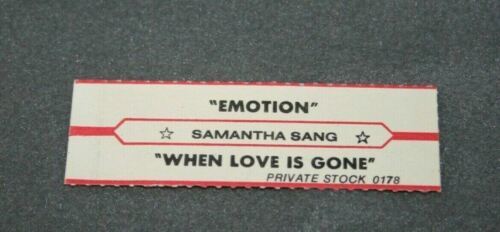 "EMOTION"
☆ SAMANTHA SANG ☆
"WHEN LOVE IS GONE"
PRIVATE STOCK 0178